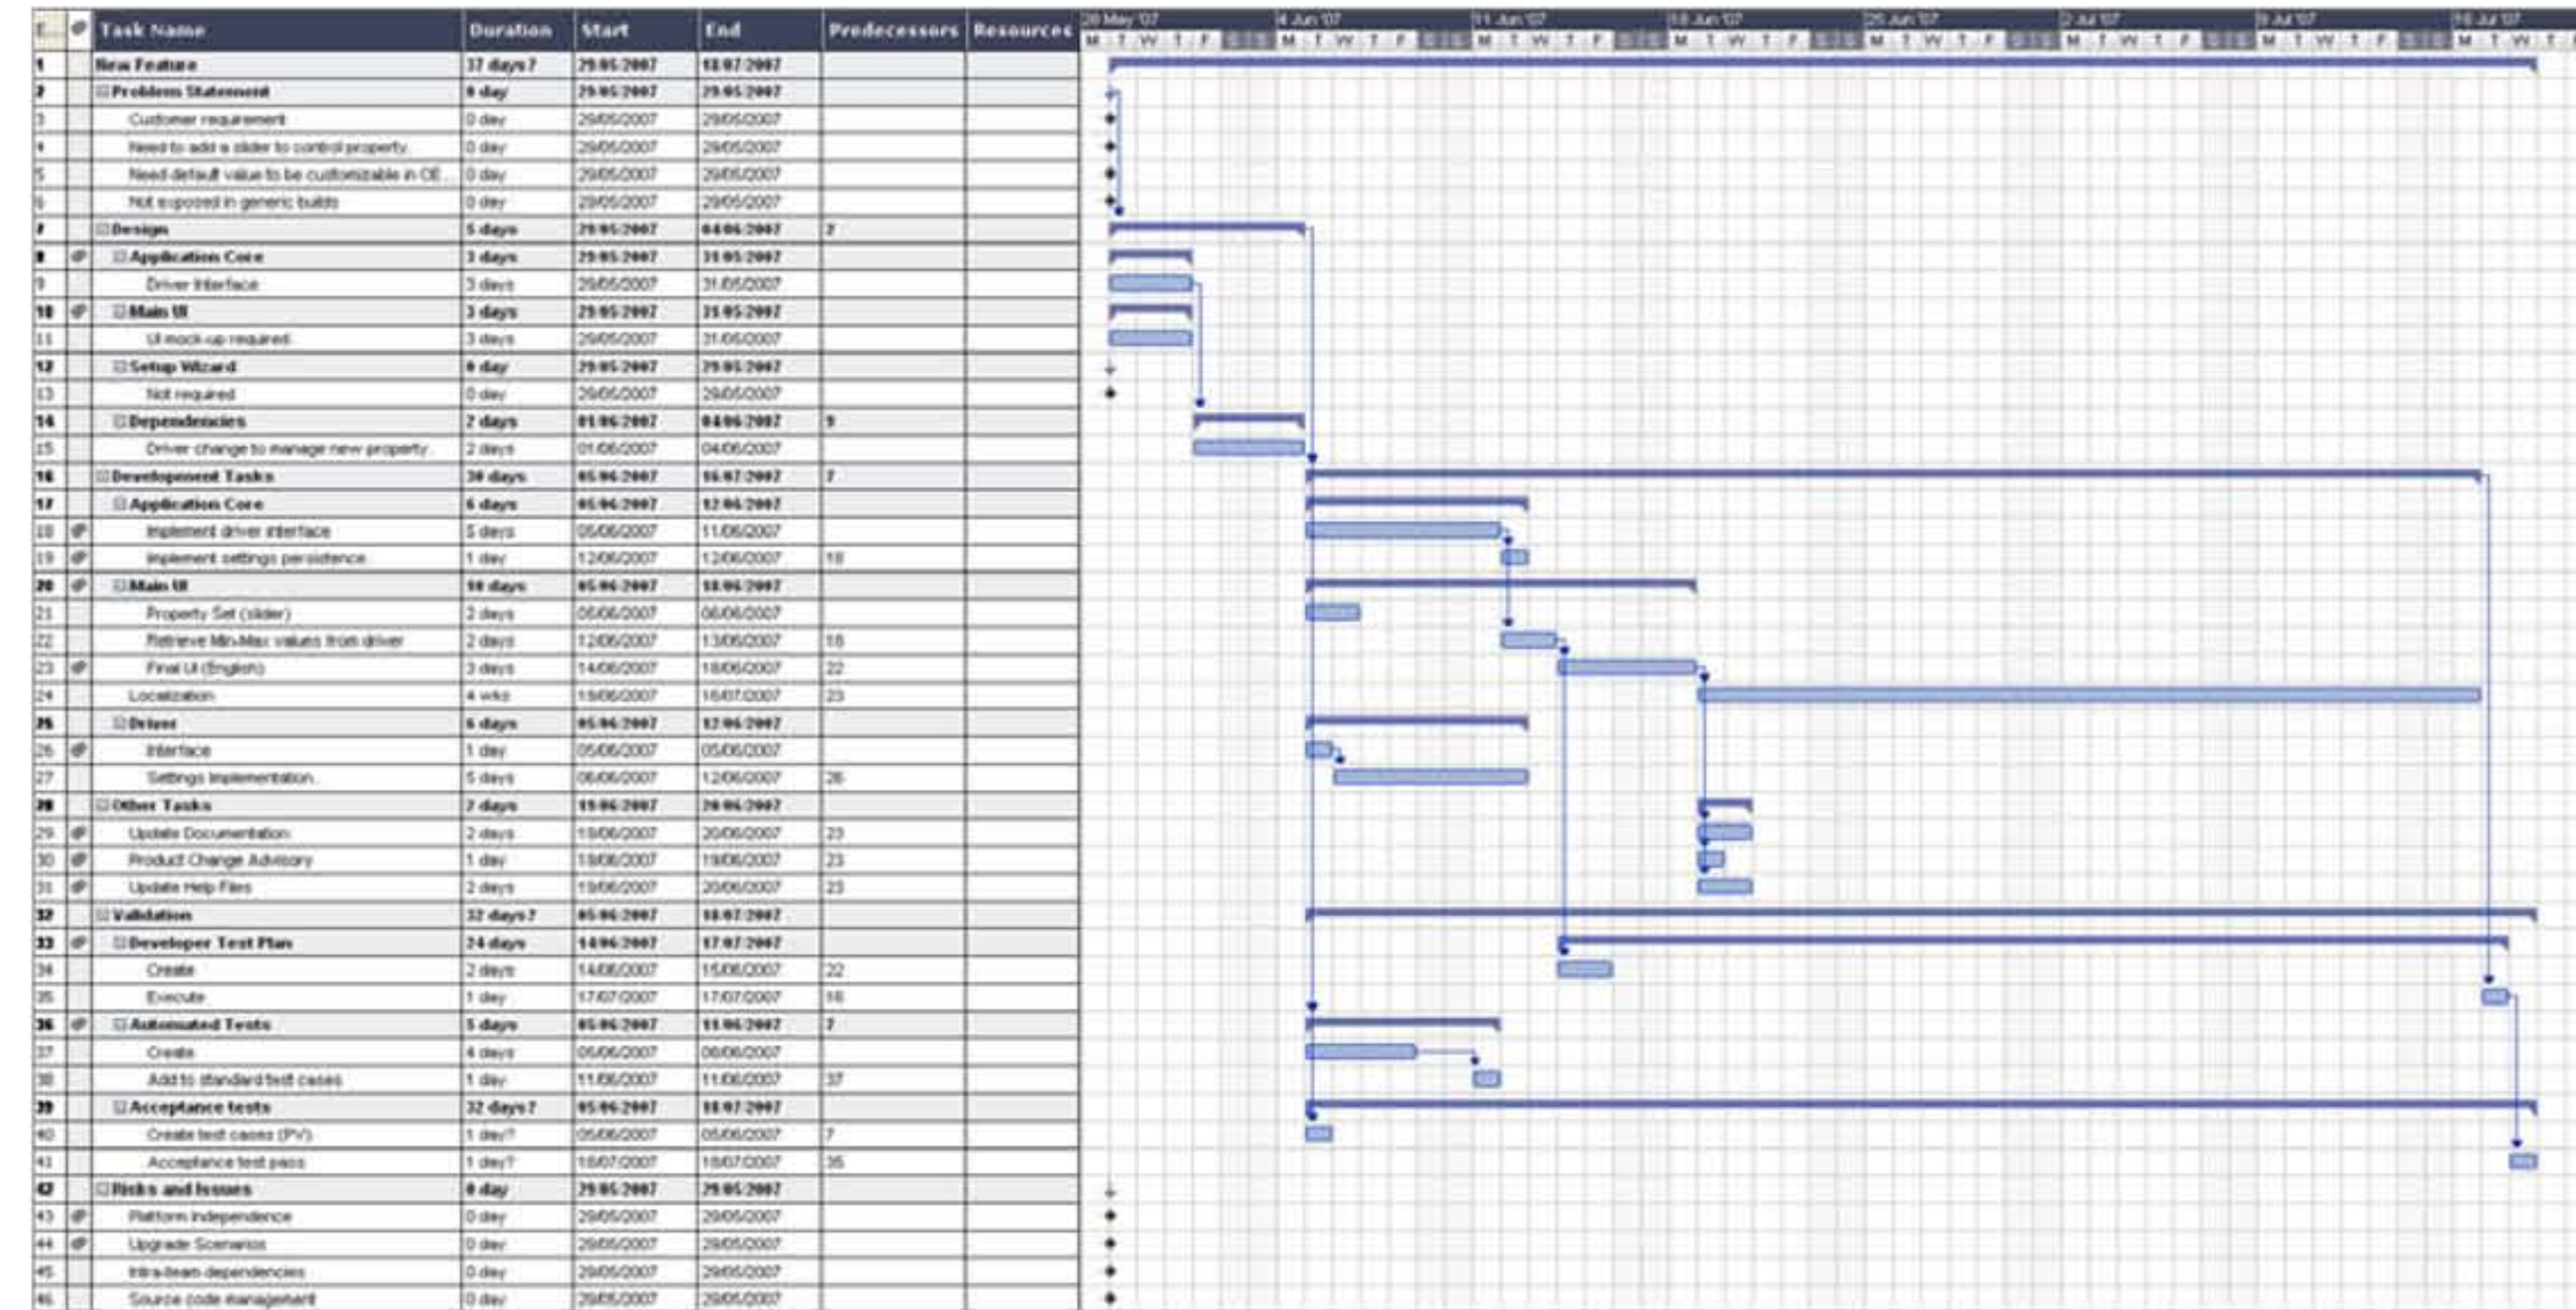 E... Task Name Duration Start End Predecessors Resources 28 May '07 4 Jun '07 11 Jun '07 18 Jun '07 25 Jun '07 2 Jul '07 9 Jul '07 16 Jul '07
M T W T F M T W T F M T W T F M T W T F M T W T F M T W T F M T W T F M T W T
1 New Feature 37 days? 29/05/2007 18/07/2007
2 Problem Statement 0 day 29/05/2007 29/05/2007
3 Customer requirement 0 day 29/05/2007 29/05/2007
4 Need to add a slider to control property. 0 day 29/05/2007 29/05/2007
5 Need default value to be customizable in OE... 0 day 29/05/2007 29/05/2007
6 Not exposed in generic builds 0 day 29/05/2007 29/05/2007
7 Design 5 days 29/05/2007 04/06/2007 2
8 Application Core 3 days 29/05/2007 31/05/2007
9 Driver Interface 3 days 29/05/2007 31/05/2007
10 Main UI 3 days 29/05/2007 31/05/2007
11 UI mock-up required. 3 days 29/05/2007 31/05/2007
12 Setup Wizard 0 day 29/05/2007 29/05/2007
13 Not required 0 day 29/05/2007 29/05/2007
14 Dependencies 2 days 01/06/2007 04/06/2007 9
15 Driver change to manage new property. 2 days 01/06/2007 04/06/2007
16 Development Tasks 30 days 05/06/2007 16/07/2007 7
17 Application Core 6 days 05/06/2007 12/06/2007
18 Implement driver interface 5 days 05/06/2007 11/06/2007
19 Implement settings persistence. 1 day 12/06/2007 12/06/2007 18
20 Main UI 10 days 05/06/2007 18/06/2007
21 Property Set (slider) 2 days 05/06/2007 06/06/2007
22 Retrieve Min-Max values from driver 2 days 12/06/2007 13/06/2007 18
23 Final UI (English) 3 days 14/06/2007 18/06/2007 22
24 Localization 4 wks 19/06/2007 16/07/2007 23
25 Driver 6 days 05/06/2007 12/06/2007
26 Interface 1 day 05/06/2007 05/06/2007
27 Settings Implementation. 5 days 06/06/2007 12/06/2007 26
28 Other Tasks 2 days 19/06/2007 20/06/2007
29 Update Documentation 2 days 19/06/2007 20/06/2007 23
30 Product Change Advisory 1 day 19/06/2007 19/06/2007 23
31 Update Help Files 2 days 19/06/2007 20/06/2007 23
32 Validation 32 days? 05/06/2007 18/07/2007
33 Developer Test Plan 24 days 14/06/2007 17/07/2007
34 Create 2 days 14/06/2007 15/06/2007 22
35 Execute 1 day 17/07/2007 17/07/2007 16
36 Automated Tests 5 days 05/06/2007 11/06/2007 7
37 Create 4 days 05/06/2007 08/06/2007
38 Add to standard test cases 1 day 11/06/2007 11/06/2007 37
39 Acceptance tests 32 days? 05/06/2007 18/07/2007
40 Create test cases (PV) 1 day? 05/06/2007 05/06/2007 7
41 Acceptance test pass 1 day? 18/07/2007 18/07/2007 35
42 Risks and Issues 0 day 29/05/2007 29/05/2007
43 Platform Independence 0 day 29/05/2007 29/05/2007
44 Upgrade Scenarios 0 day 29/05/2007 29/05/2007
45 Intra-team dependencies 0 day 29/05/2007 29/05/2007
46 Source code management 0 day 29/05/2007 29/05/2007